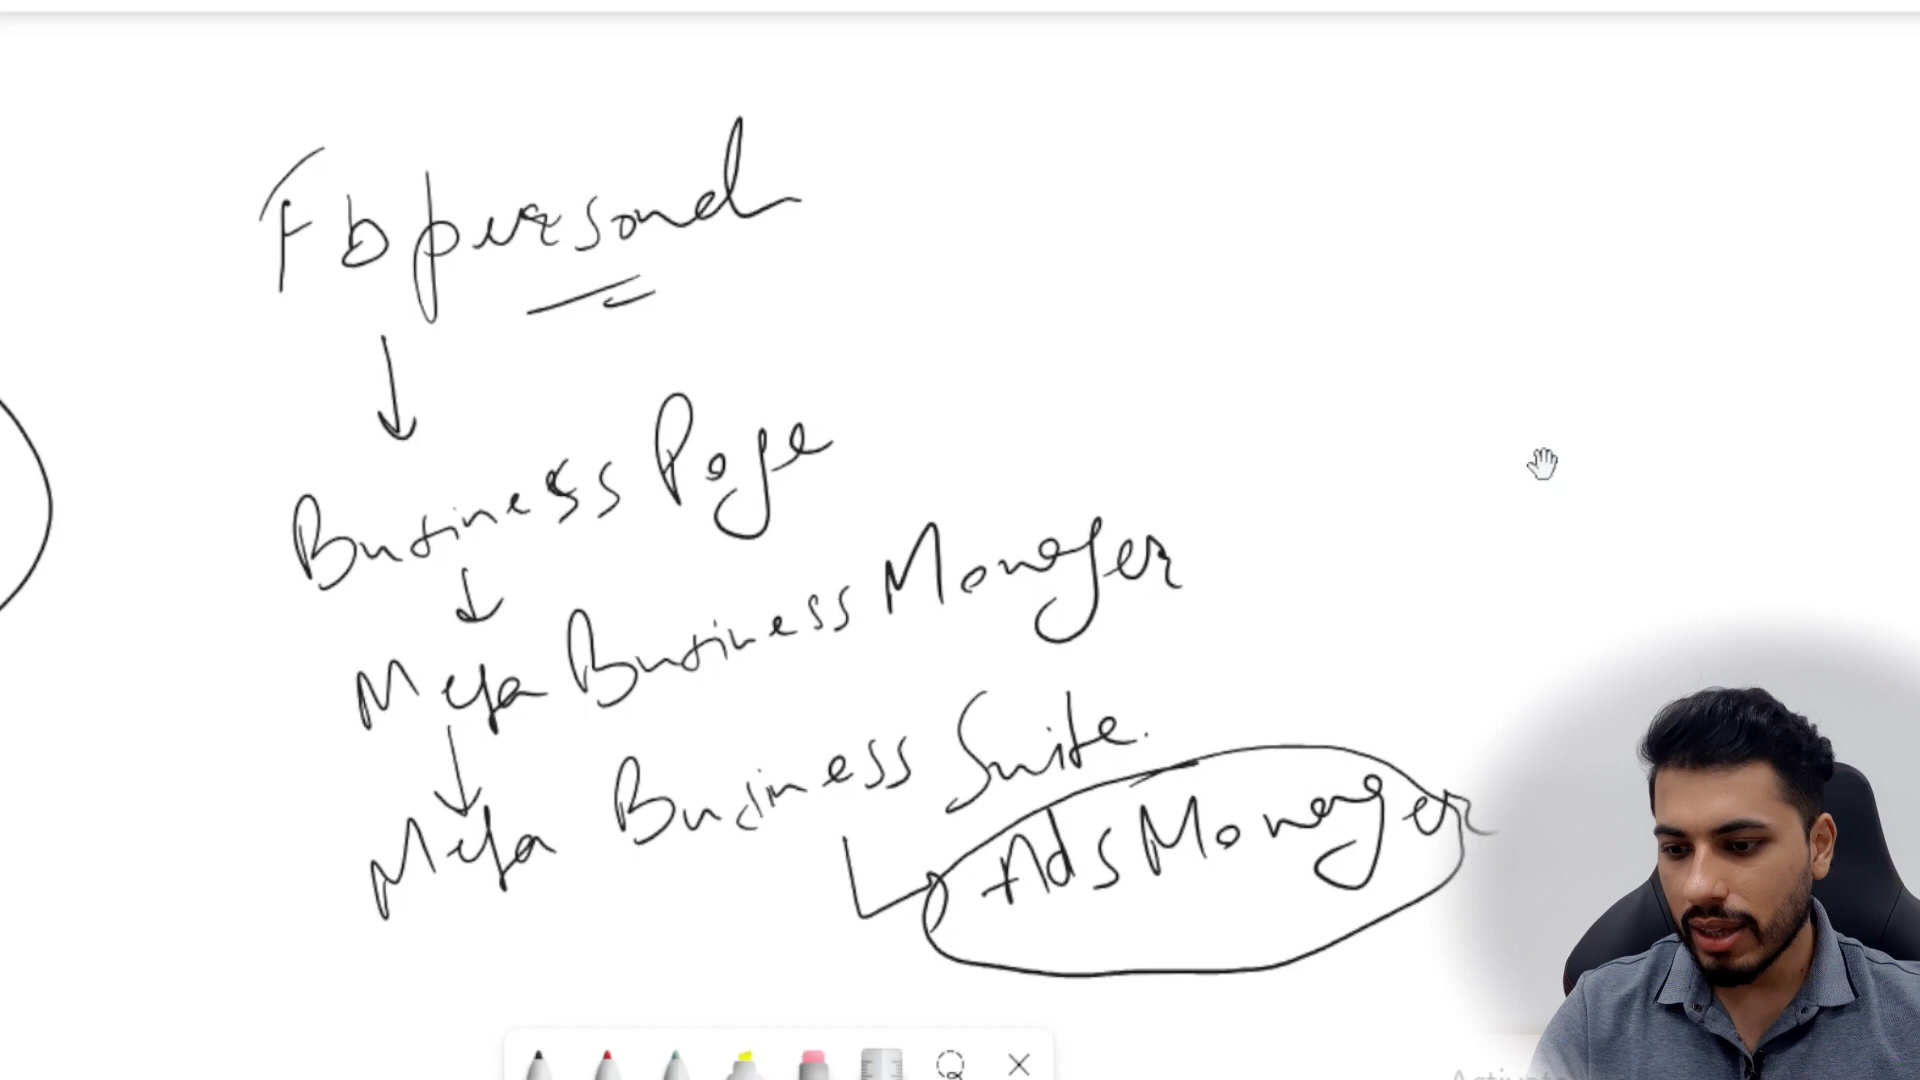 Fb personal
Business Page
Meta Business Manager
Meta Business Suite.
Ads Manager